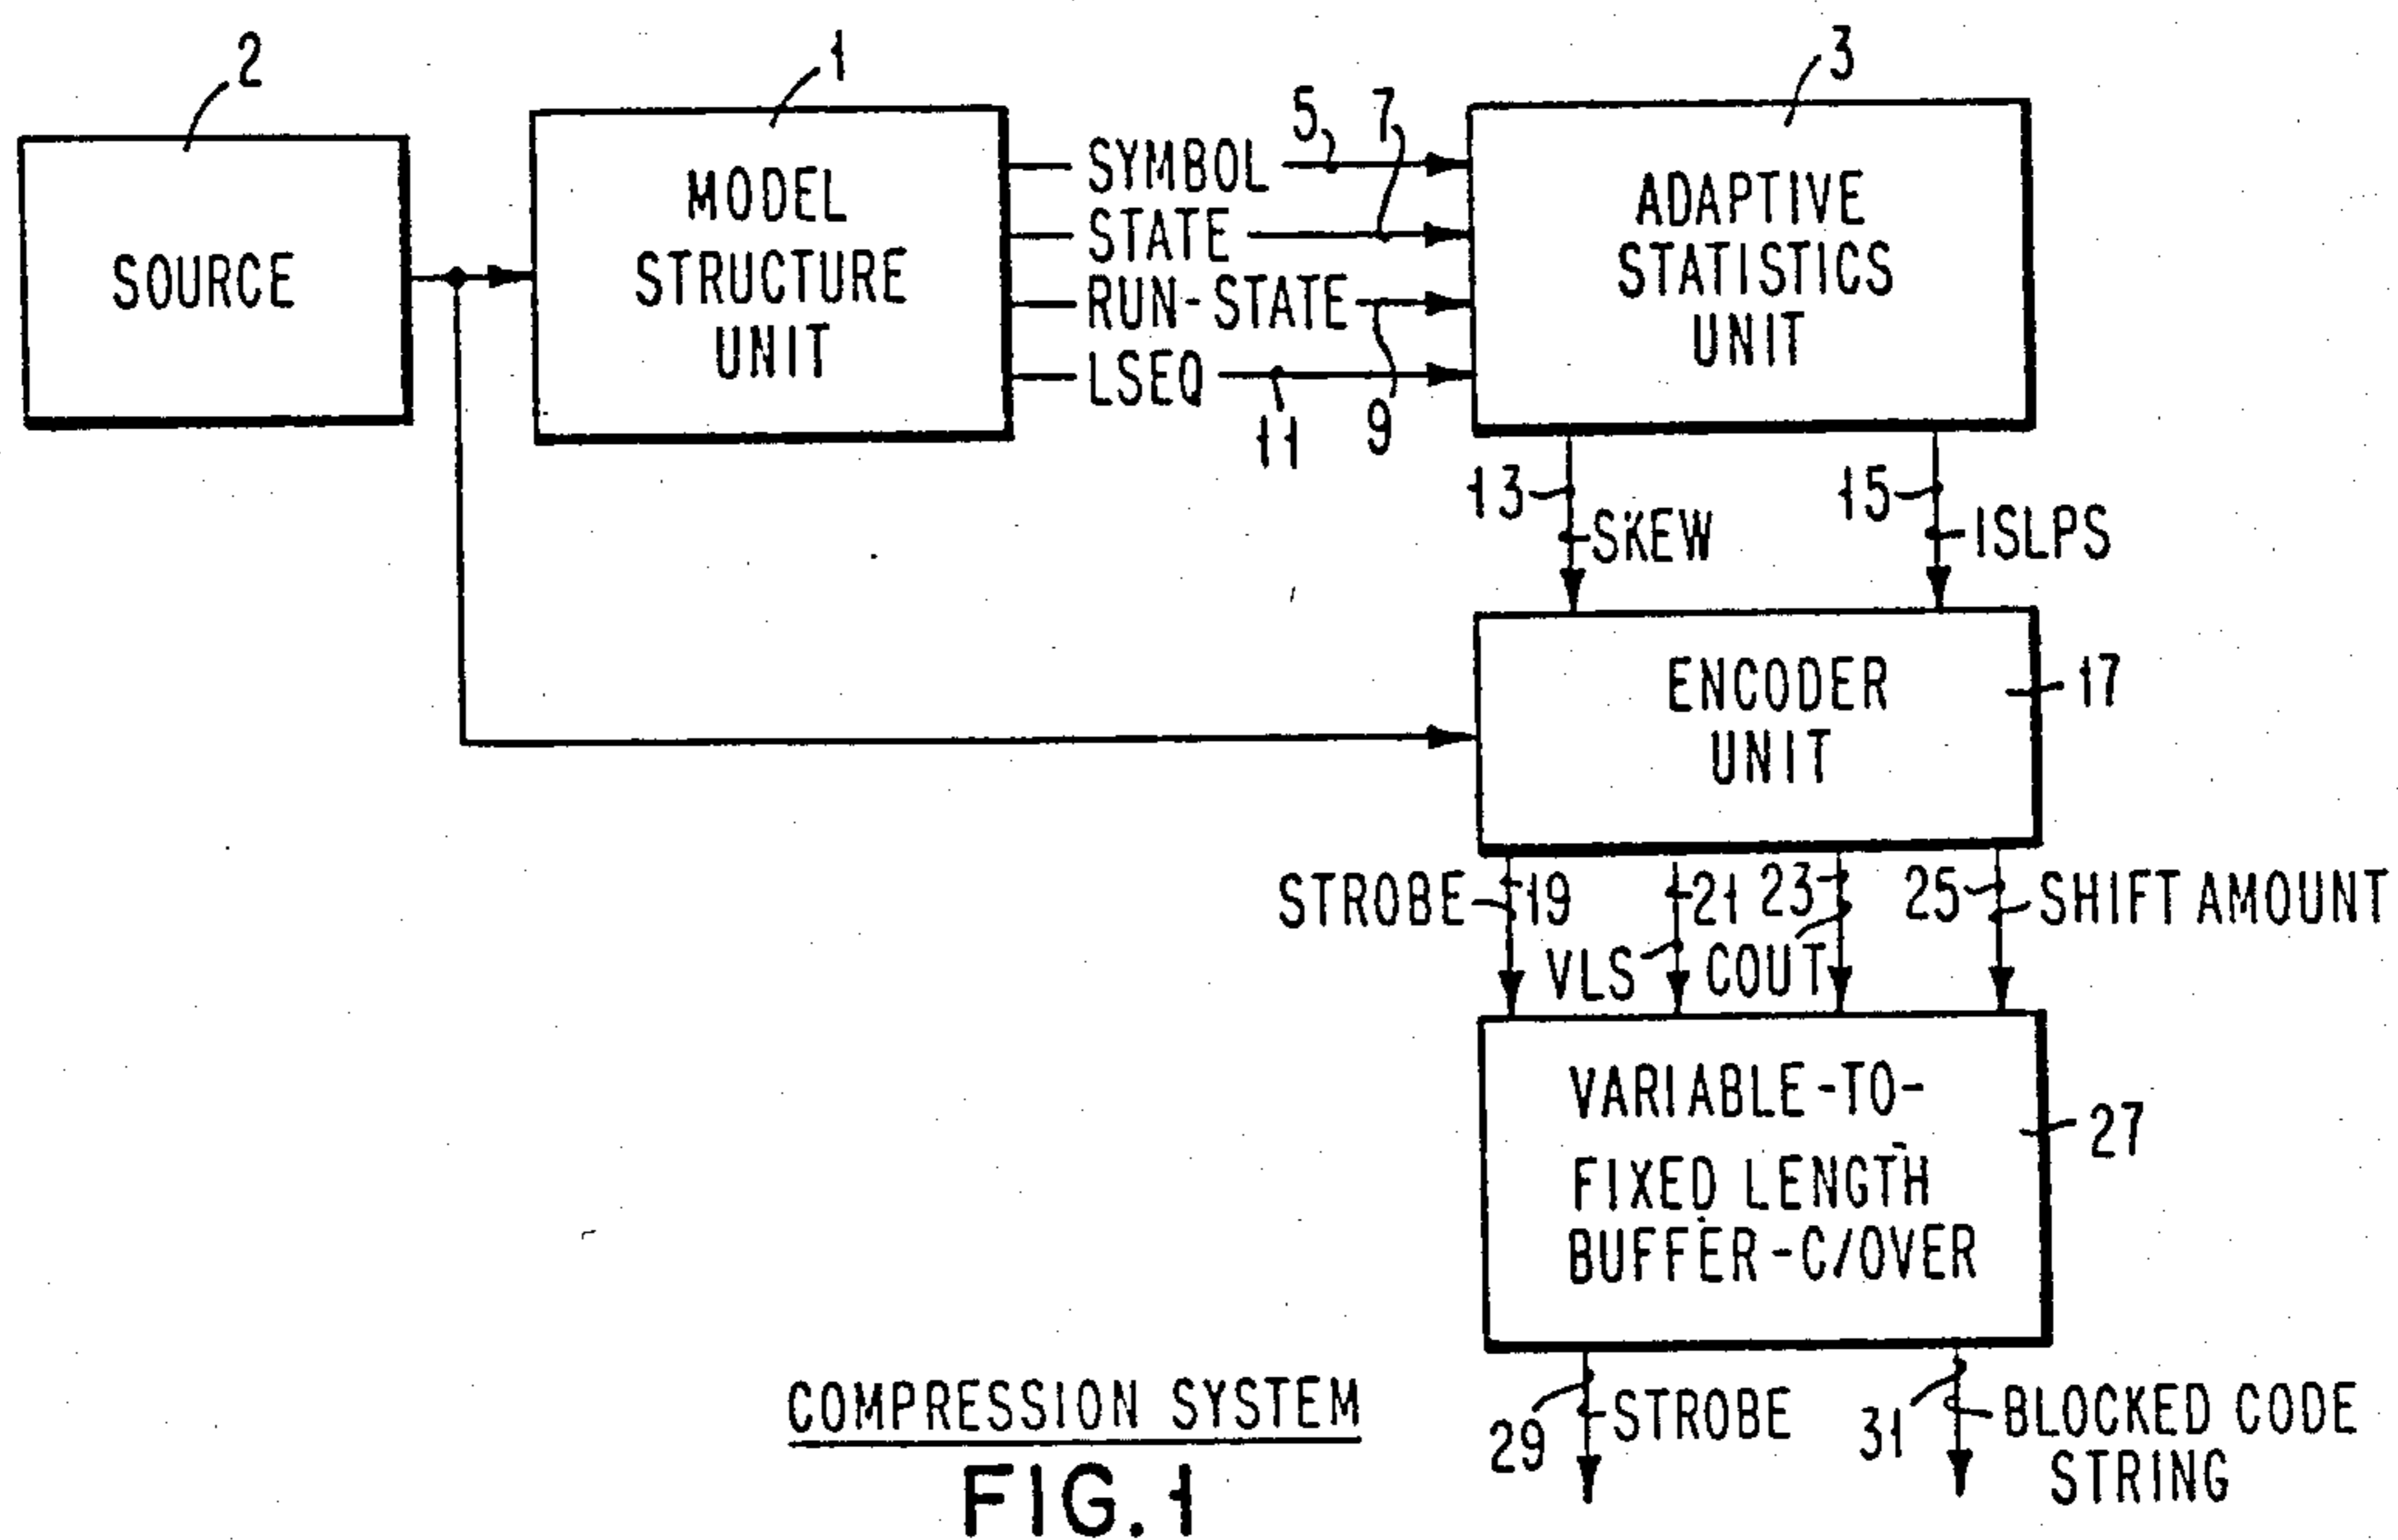 2
1
3
SOURCE
MODEL
STRUCTURE
UNIT
SYMBOL
STATE
RUN-STATE
LSEQ
5
7
9
11
ADAPTIVE
STATISTICS
UNIT
13
SKEW
15
ISLPS
ENCODER
UNIT
17
STROBE
19
21
VLS
23
COUT
25
SHIFT AMOUNT
VARIABLE-TO-
FIXED LENGTH
BUFFER-C/OVER
27
29
STROBE
31
BLOCKED CODE
STRING
COMPRESSION SYSTEM
FIG. 1